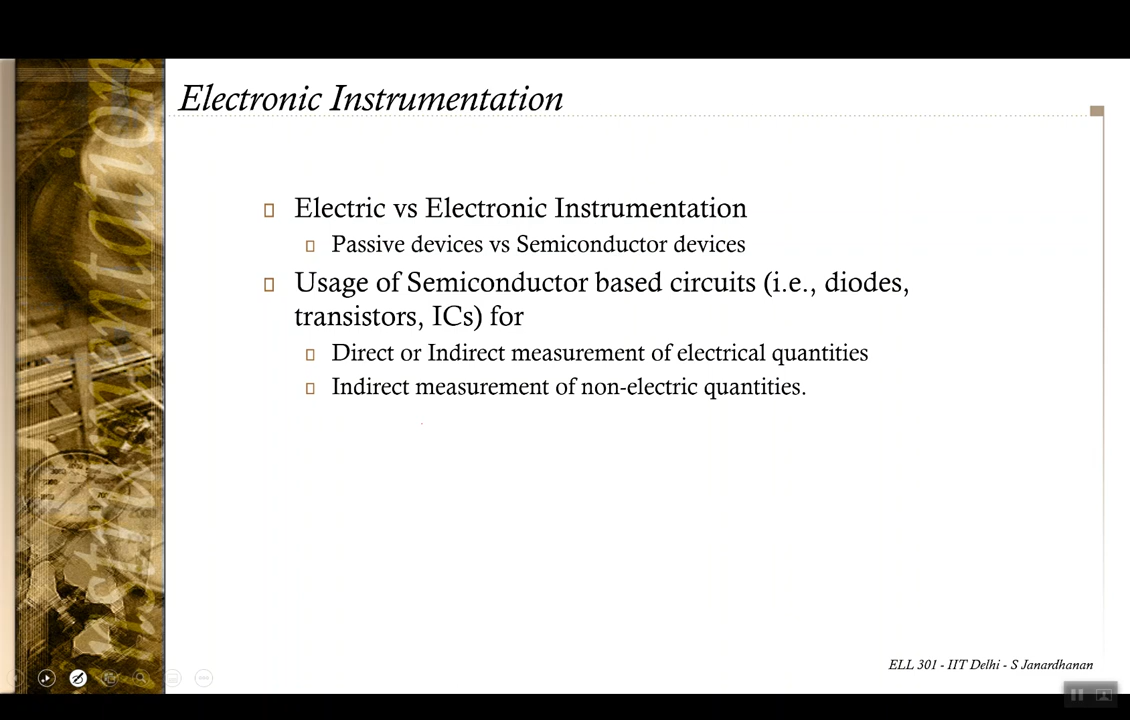 Electronic Instrumentation
Electric vs Electronic Instrumentation
Passive devices vs Semiconductor devices
Usage of Semiconductor based circuits (i.e., diodes,
transistors, ICs) for
Direct or Indirect measurement of electrical quantities
Indirect measurement of non-electric quantities.
ELL 301 - IIT Delhi - S Janardhanan